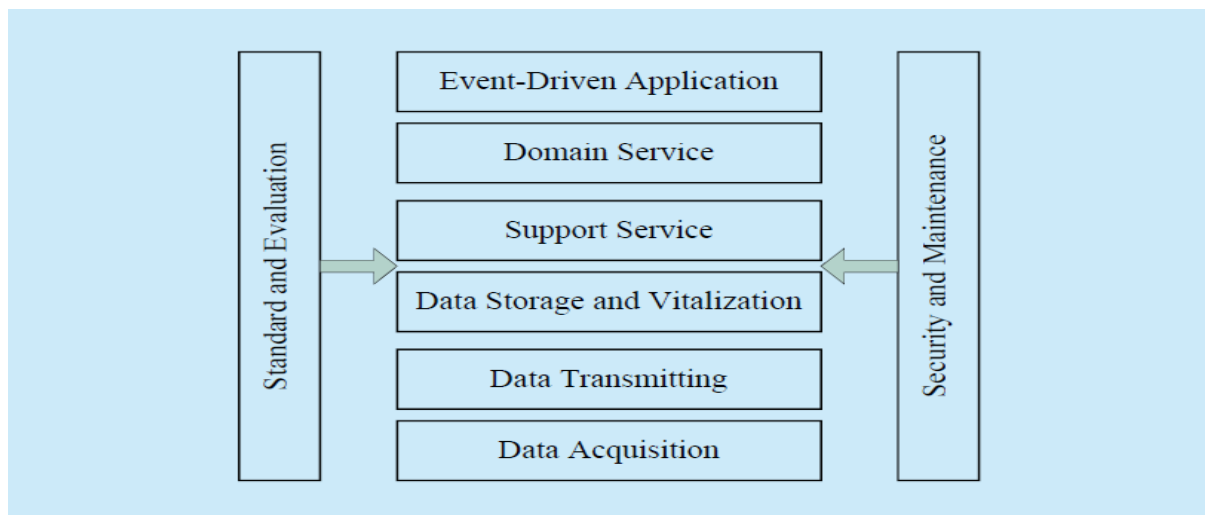 Standard and Evaluation
Event-Driven Application
Domain Service
Support Service
Data Storage and Vitalization
Data Transmitting
Data Acquisition
Security and Maintenance